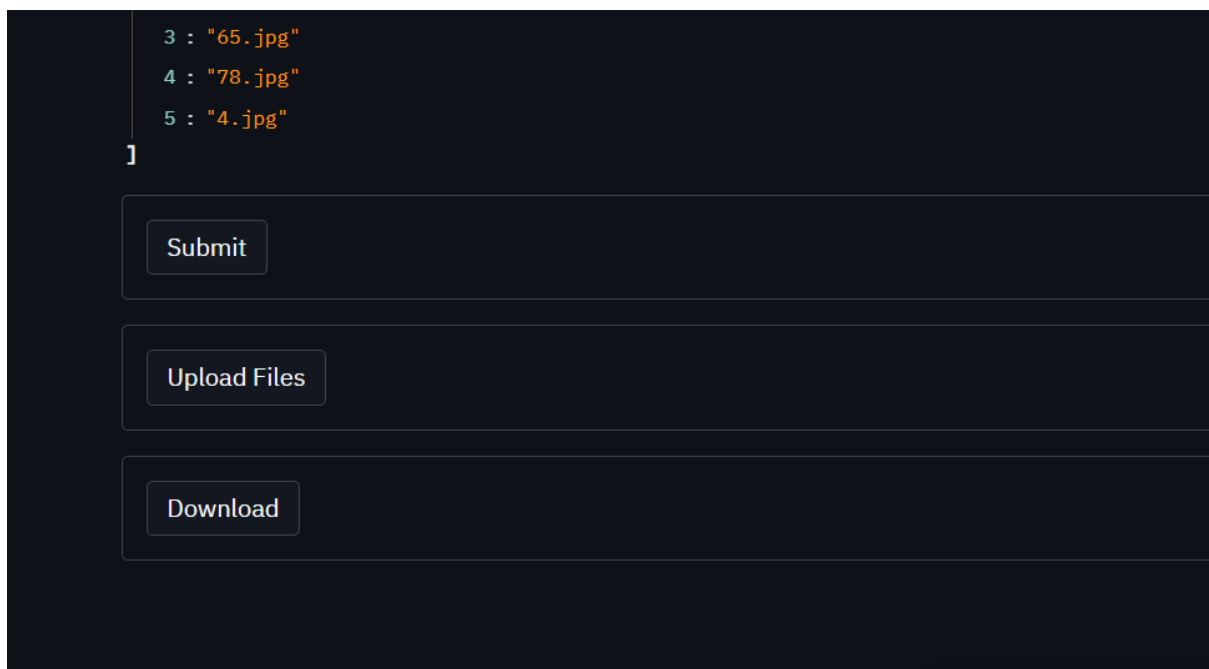 3 : "65.jpg"
4 : "78.jpg"
5 : "4.jpg"
]
Submit
Upload Files
Download